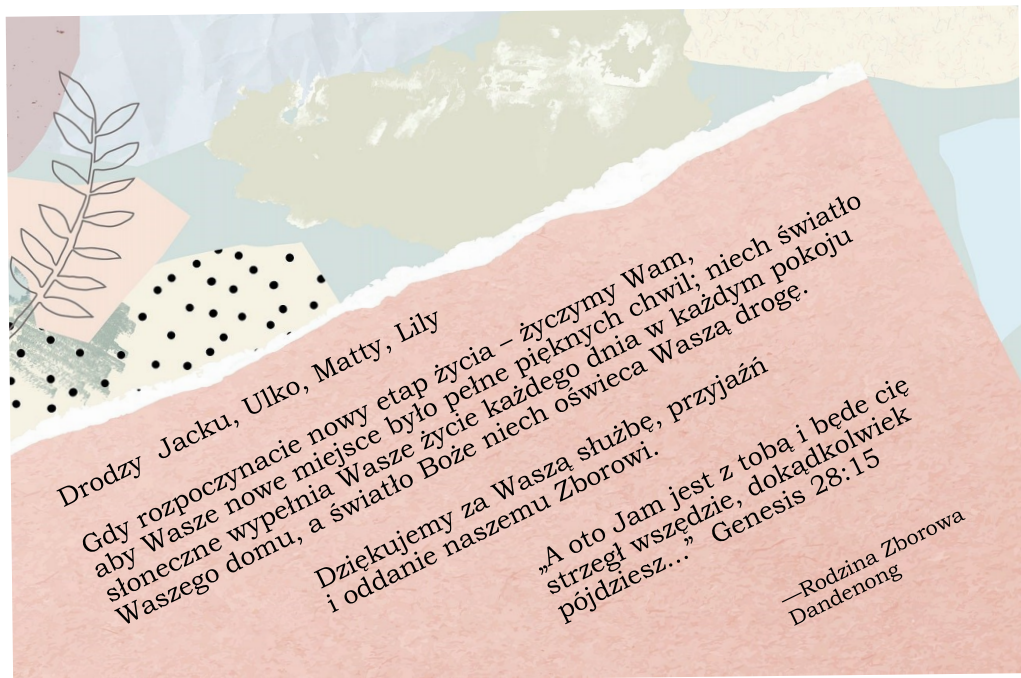 Drodzy Jacku, Ulko, Matty, Lily
Gdy rozpoczynacie nowy etap życia – życzymy Wam,
aby Wasze nowe miejsce było pełne pięknych chwil; niech światło
słoneczne wypełnia Wasze życie każdego dnia w każdym pokoju
Waszego domu, a światło Boże niech oświeca Waszą drogę.
Dziękujemy za Waszą służbę, przyjaźń
i oddanie naszemu Zborowi.
„A oto Jam jest z tobą i będe cię
strzegł wszędzie, dokądkolwiek
pójdziesz...” Genesis 28:15
—Rodzina Zborowa
Dandenong